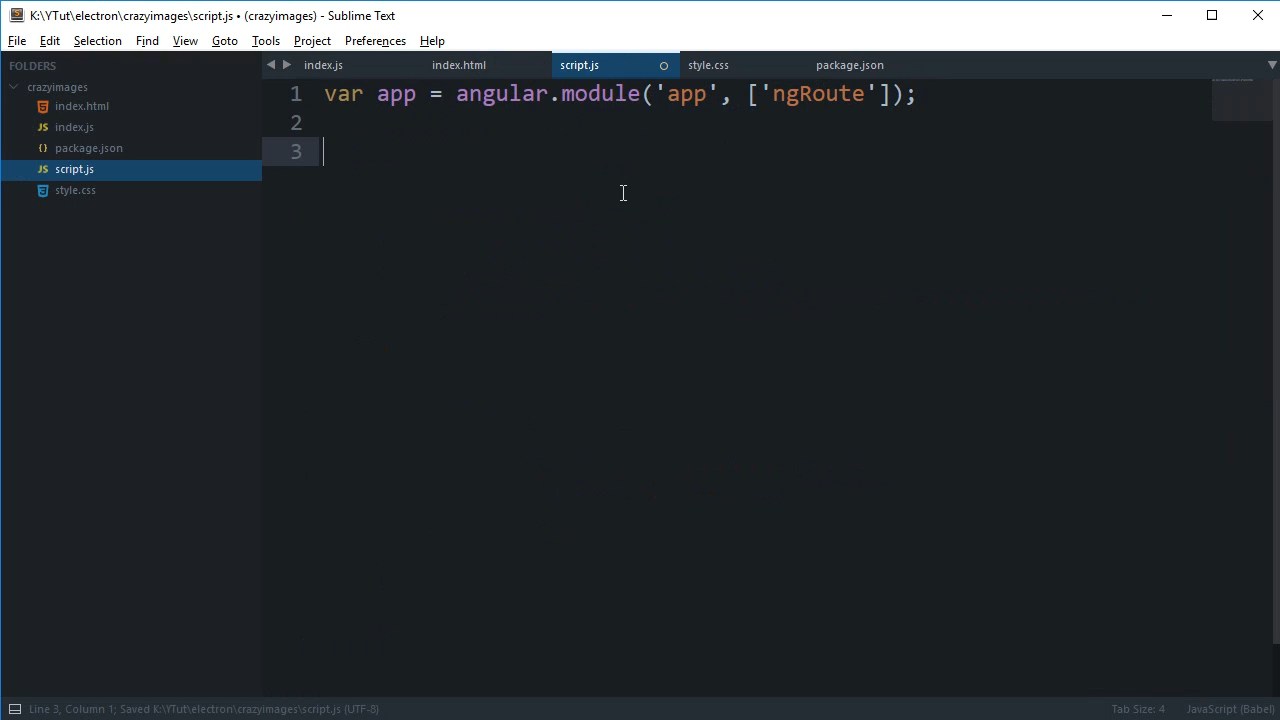 K:\YTut\electron\crazyimages\script.js • (crazyimages) - Sublime Text
File Edit Selection Find View Goto Tools Project Preferences Help
FOLDERS
crazyimages
index.html
index.js
package.json
script.js
style.css
index.js index.html script.js style.css package.json
1 var app = angular.module('app', ['ngRoute']);
2
3
Line 3, Column 1; Saved K:\YTut\electron\crazyimages\script.js (UTF-8) Tab Size: 4 JavaScript (Babel)